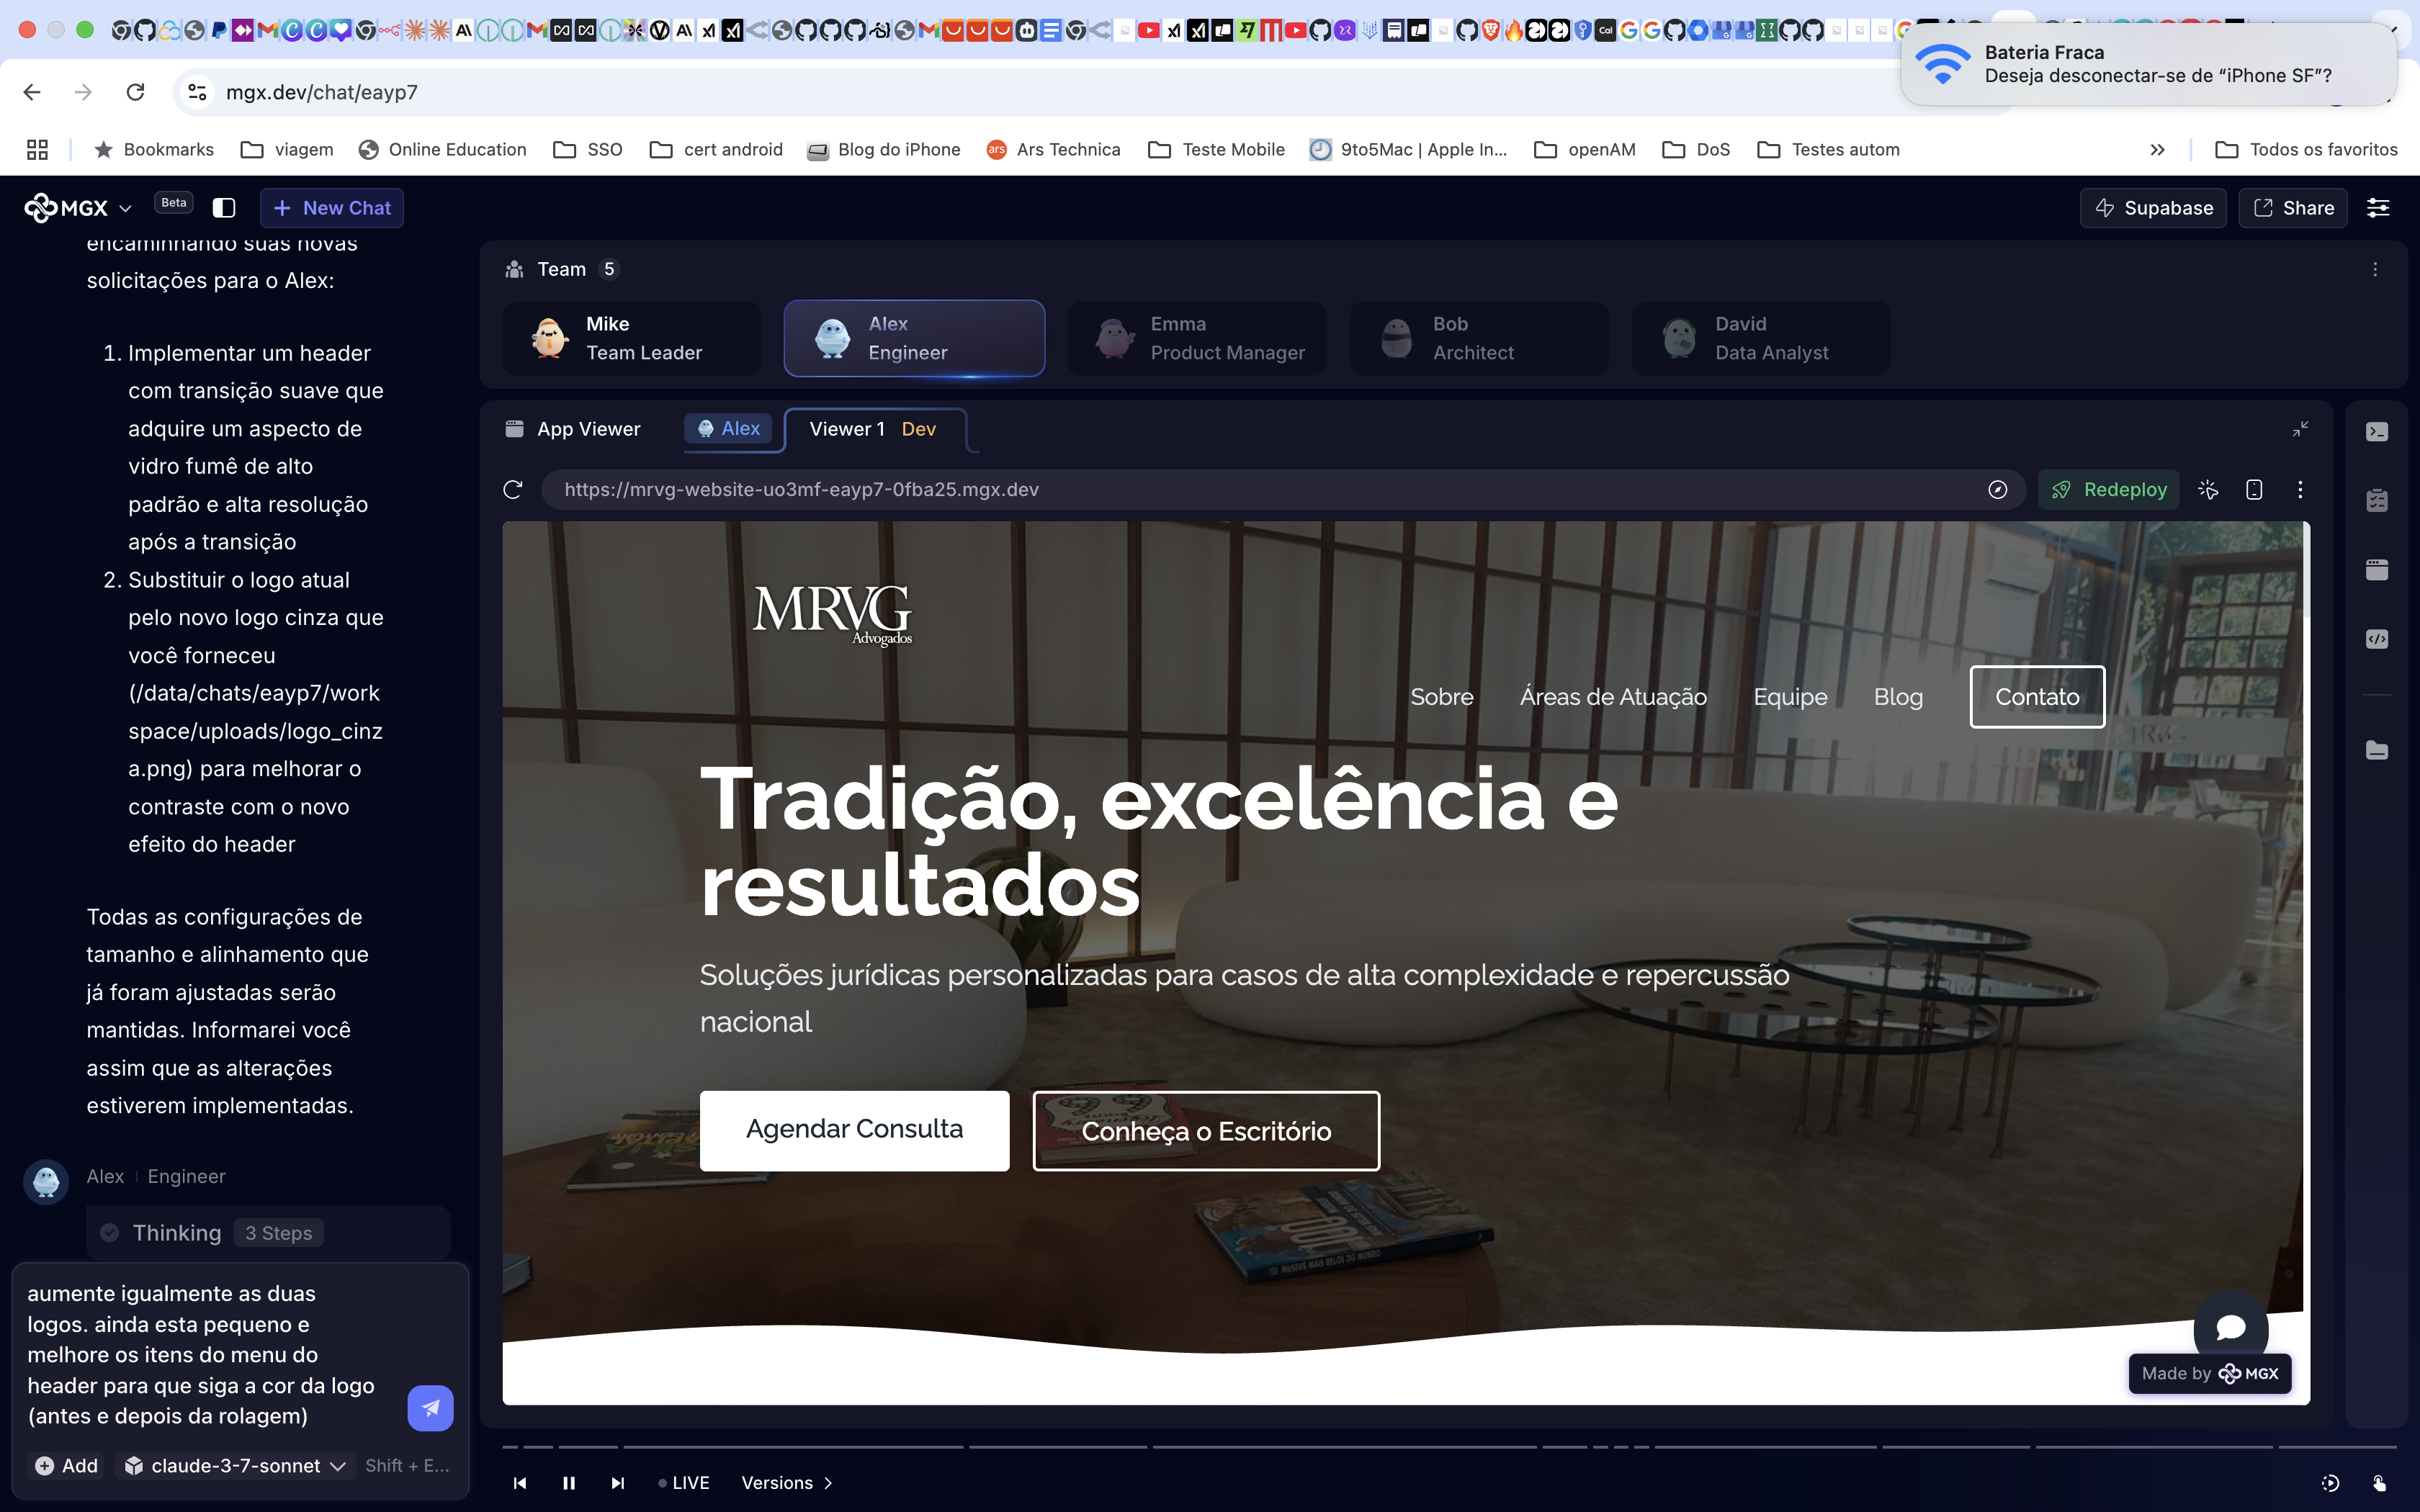 Bateria Fraca
Deseja desconectar-se de “iPhone SF”?
mgx.dev/chat/eayp7
Bookmarks
viagem
Online Education
SSO
cert android
Blog do iPhone
Ars Technica
Teste Mobile
9to5Mac | Apple In...
openAM
DoS
Testes autom
Todos os favoritos
MGX
Beta
New Chat
Supabase
Share
encaminhando suas novas
solicitações para o Alex:
1. Implementar um header
com transição suave que
adquire um aspecto de
vidro fumê de alto
padrão e alta resolução
após a transição
2. Substituir o logo atual
pelo novo logo cinza que
você forneceu
(/data/chats/eayp7/work
space/uploads/logo_cinz
a.png) para melhorar o
contraste com o novo
efeito do header
Todas as configurações de
tamanho e alinhamento que
já foram ajustadas serão
mantidas. Informarei você
assim que as alterações
estiverem implementadas.
Alex
Engineer
Thinking
3 Steps
aumente igualmente as duas
logos. ainda esta pequeno e
melhore os itens do menu do
header para que siga a cor da logo
(antes e depois da rolagem)
Add
claude-3-7-sonnet
Shift + E...
Team 5
Mike
Team Leader
Alex
Engineer
Emma
Product Manager
Bob
Architect
David
Data Analyst
App Viewer
Alex
Viewer 1 Dev
https://mrvg-website-uo3mf-eayp7-0fba25.mgx.dev
Redeploy
MRVG
Advogados
Sobre
Áreas de Atuação
Equipe
Blog
Contato
Tradição, excelência e
resultados
Soluções jurídicas personalizadas para casos de alta complexidade e repercussão
nacional
Agendar Consulta
Conheça o Escritório
Made by MGX
LIVE
Versions